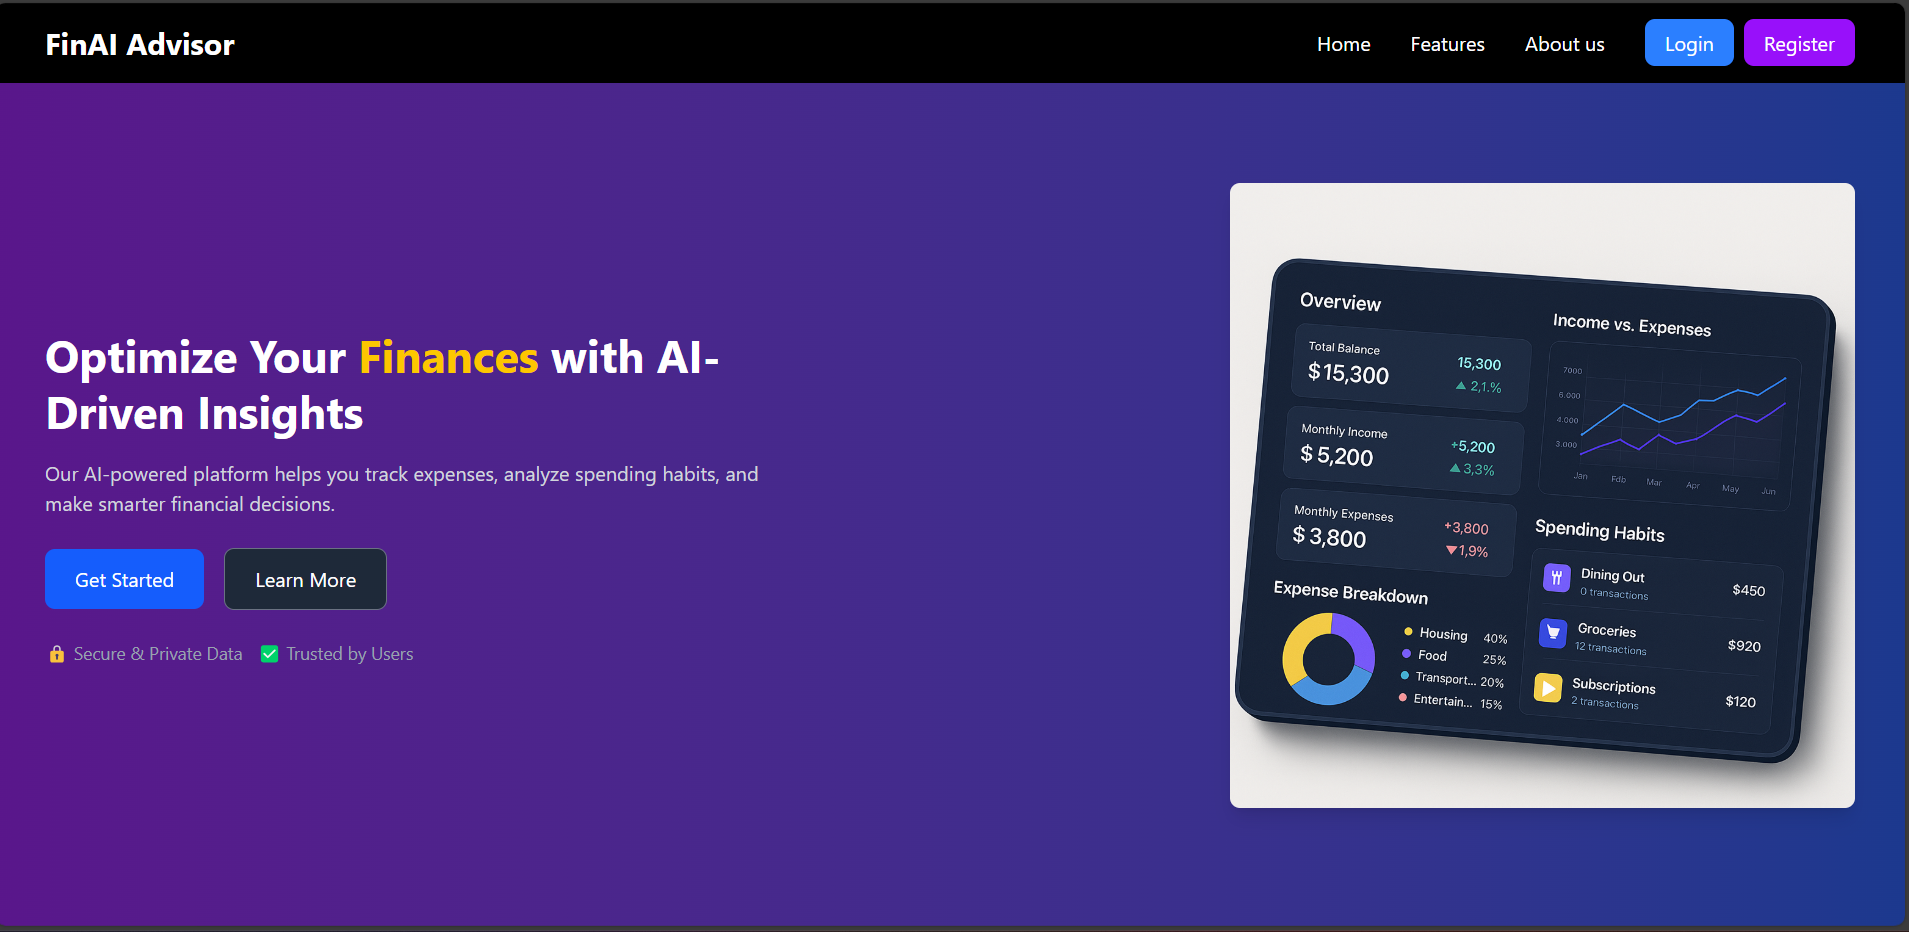 FinAI Advisor
Home
Features
About us
Login
Register
Optimize Your Finances with AI-
Driven Insights
Our AI-powered platform helps you track expenses, analyze spending habits, and
make smarter financial decisions.
Get Started
Learn More
Secure & Private Data
Trusted by Users
Overview
Total Balance
$15,300
15,300
▲ 2,1.%
Monthly Income
$5,200
+5,200
▲3,3%
Monthly Expenses
$3,800
+3,800
▼1,9%
Expense Breakdown
Housing 40%
Food 25%
Transport... 20%
Entertain... 15%
Income vs. Expenses
7000
6.000
4.000
3.000
Jan Fdb Mar Apr May Jun
Spending Habits
Dining Out
0 transactions
$450
Groceries
12 transactions
$920
Subscriptions
2 transactions
$120